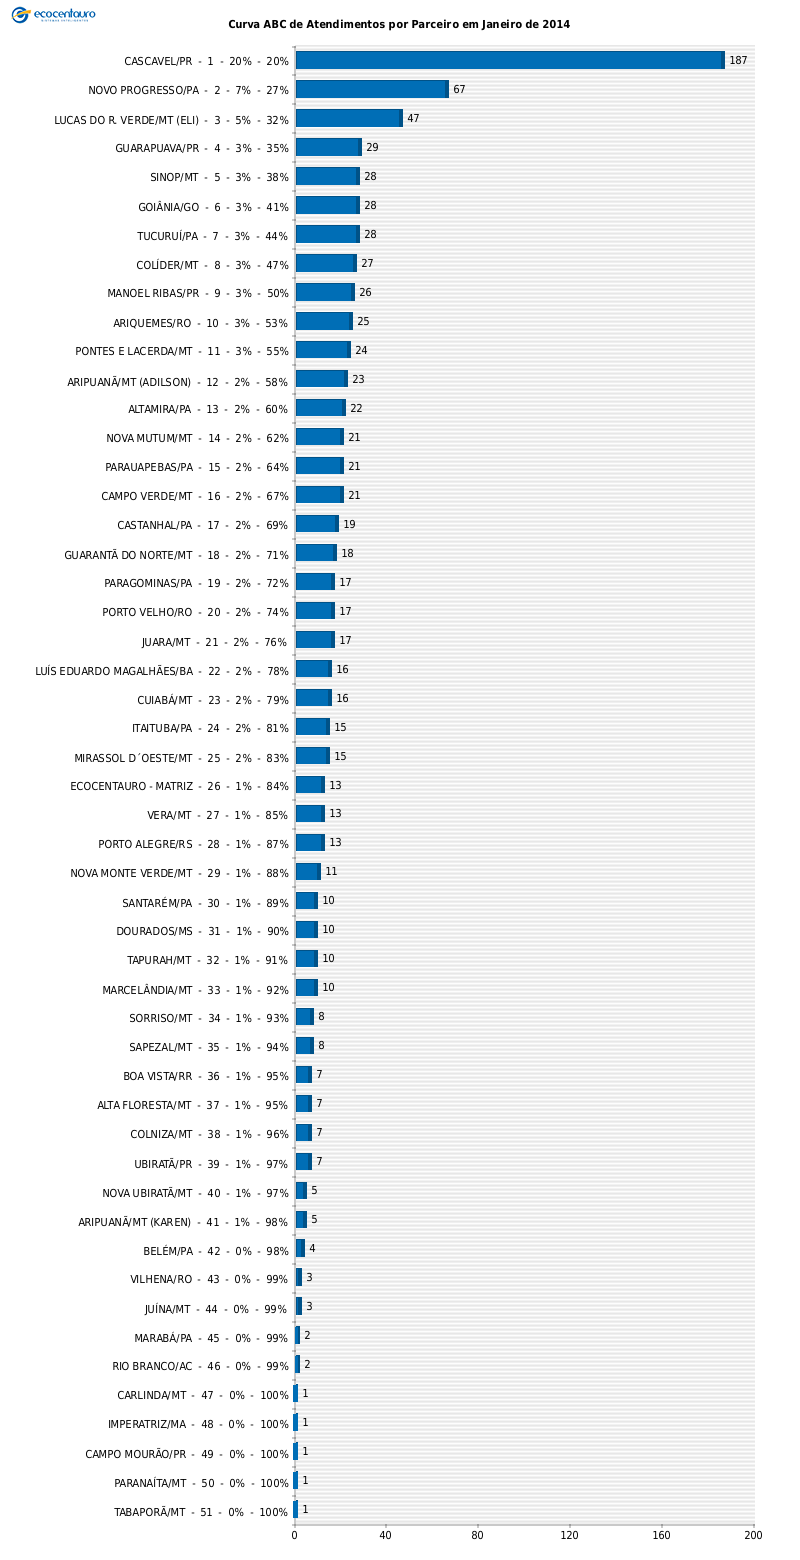 ecocentauro
Curva ABC de Atendimentos por Parceiro em Janeiro de 2014
CASCAVEL/PR - 1 - 20% - 20% 187
NOVO PROGRESSO/PA - 2 - 7% - 27% 67
LUCAS DO R. VERDE/MT (ELI) - 3 - 5% - 32% 47
GUARAPUAVA/PR - 4 - 3% - 35% 29
SINOP/MT - 5 - 3% - 38% 28
GOIÂNIA/GO - 6 - 3% - 41% 28
TUCURUÍ/PA - 7 - 3% - 44% 28
COLÍDER/MT - 8 - 3% - 47% 27
MANOEL RIBAS/PR - 9 - 3% - 50% 26
ARIQUEMES/RO - 10 - 3% - 53% 25
PONTES E LACERDA/MT - 11 - 3% - 55% 24
ARIPUANÃ/MT (ADILSON) - 12 - 2% - 58% 23
ALTAMIRA/PA - 13 - 2% - 60% 22
NOVA MUTUM/MT - 14 - 2% - 62% 21
PARAUAPEBAS/PA - 15 - 2% - 64% 21
CAMPO VERDE/MT - 16 - 2% - 67% 21
CASTANHAL/PA - 17 - 2% - 69% 19
GUARANTÃ DO NORTE/MT - 18 - 2% - 71% 18
PARAGOMINAS/PA - 19 - 2% - 72% 17
PORTO VELHO/RO - 20 - 2% - 74% 17
JUARA/MT - 21 - 2% - 76% 17
LUÍS EDUARDO MAGALHÃES/BA - 22 - 2% - 78% 16
CUIABÁ/MT - 23 - 2% - 79% 16
ITAITUBA/PA - 24 - 2% - 81% 15
MIRASSOL D´OESTE/MT - 25 - 2% - 83% 15
ECOCENTAURO - MATRIZ - 26 - 1% - 84% 13
VERA/MT - 27 - 1% - 85% 13
PORTO ALEGRE/RS - 28 - 1% - 87% 13
NOVA MONTE VERDE/MT - 29 - 1% - 88% 11
SANTARÉM/PA - 30 - 1% - 89% 10
DOURADOS/MS - 31 - 1% - 90% 10
TAPURAH/MT - 32 - 1% - 91% 10
MARCELÂNDIA/MT - 33 - 1% - 92% 10
SORRISO/MT - 34 - 1% - 93% 8
SAPEZAL/MT - 35 - 1% - 94% 8
BOA VISTA/RR - 36 - 1% - 95% 7
ALTA FLORESTA/MT - 37 - 1% - 95% 7
COLNIZA/MT - 38 - 1% - 96% 7
UBIRATÃ/PR - 39 - 1% - 97% 7
NOVA UBIRATÃ/MT - 40 - 1% - 97% 5
ARIPUANÃ/MT (KAREN) - 41 - 1% - 98% 5
BELÉM/PA - 42 - 0% - 98% 4
VILHENA/RO - 43 - 0% - 99% 3
JUÍNA/MT - 44 - 0% - 99% 3
MARABÁ/PA - 45 - 0% - 99% 2
RIO BRANCO/AC - 46 - 0% - 99% 2
CARLINDA/MT - 47 - 0% - 100% 1
IMPERATRIZ/MA - 48 - 0% - 100% 1
CAMPO MOURÃO/PR - 49 - 0% - 100% 1
PARANAÍTA/MT - 50 - 0% - 100% 1
TABAPORÃ/MT - 51 - 0% - 100% 1
0 40 80 120 160 200